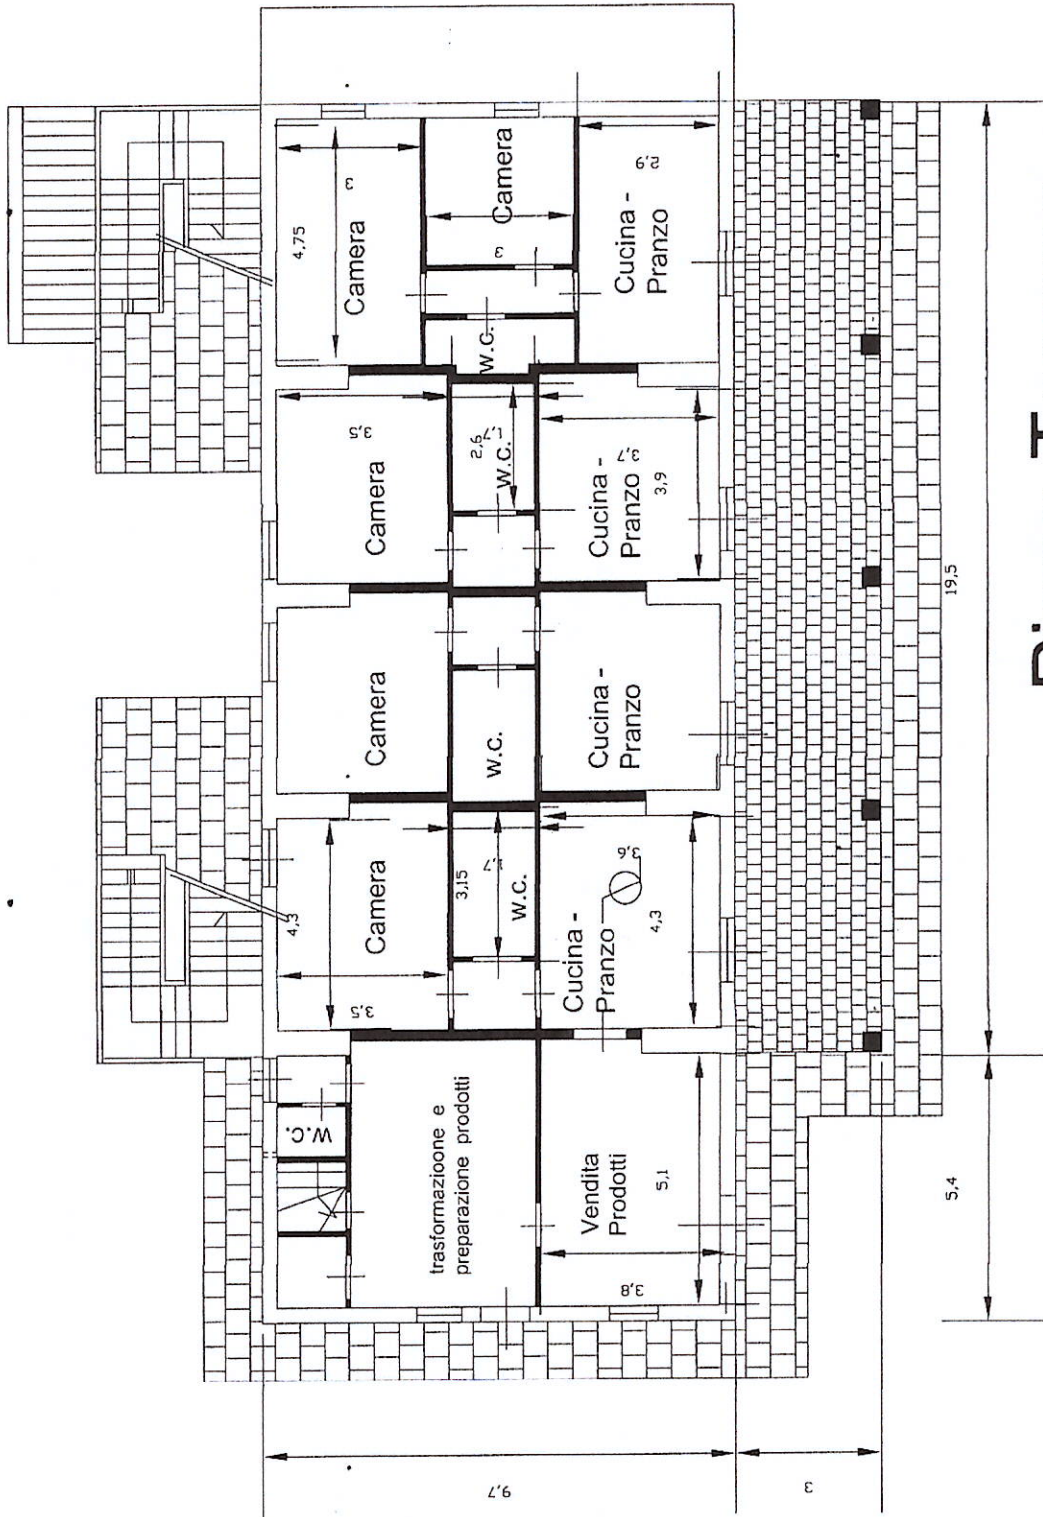 3
4,75
Camera
Camera
3
2,9
Cucina -
Pranzo
W.C.
3,5
Camera
2,6
1,7
W.C.
Cucina -
Pranzo
3,7
3,9
Camera
W.C.
Cucina -
Pranzo
4,3
Camera
3,5
3,15
1,7
W.C.
Cucina -
Pranzo
3,6
4,3
19,5
W.C.
trasformazioone e
preparazione prodotti
Vendita
Prodotti
5,1
3,8
5,4
9,7
3